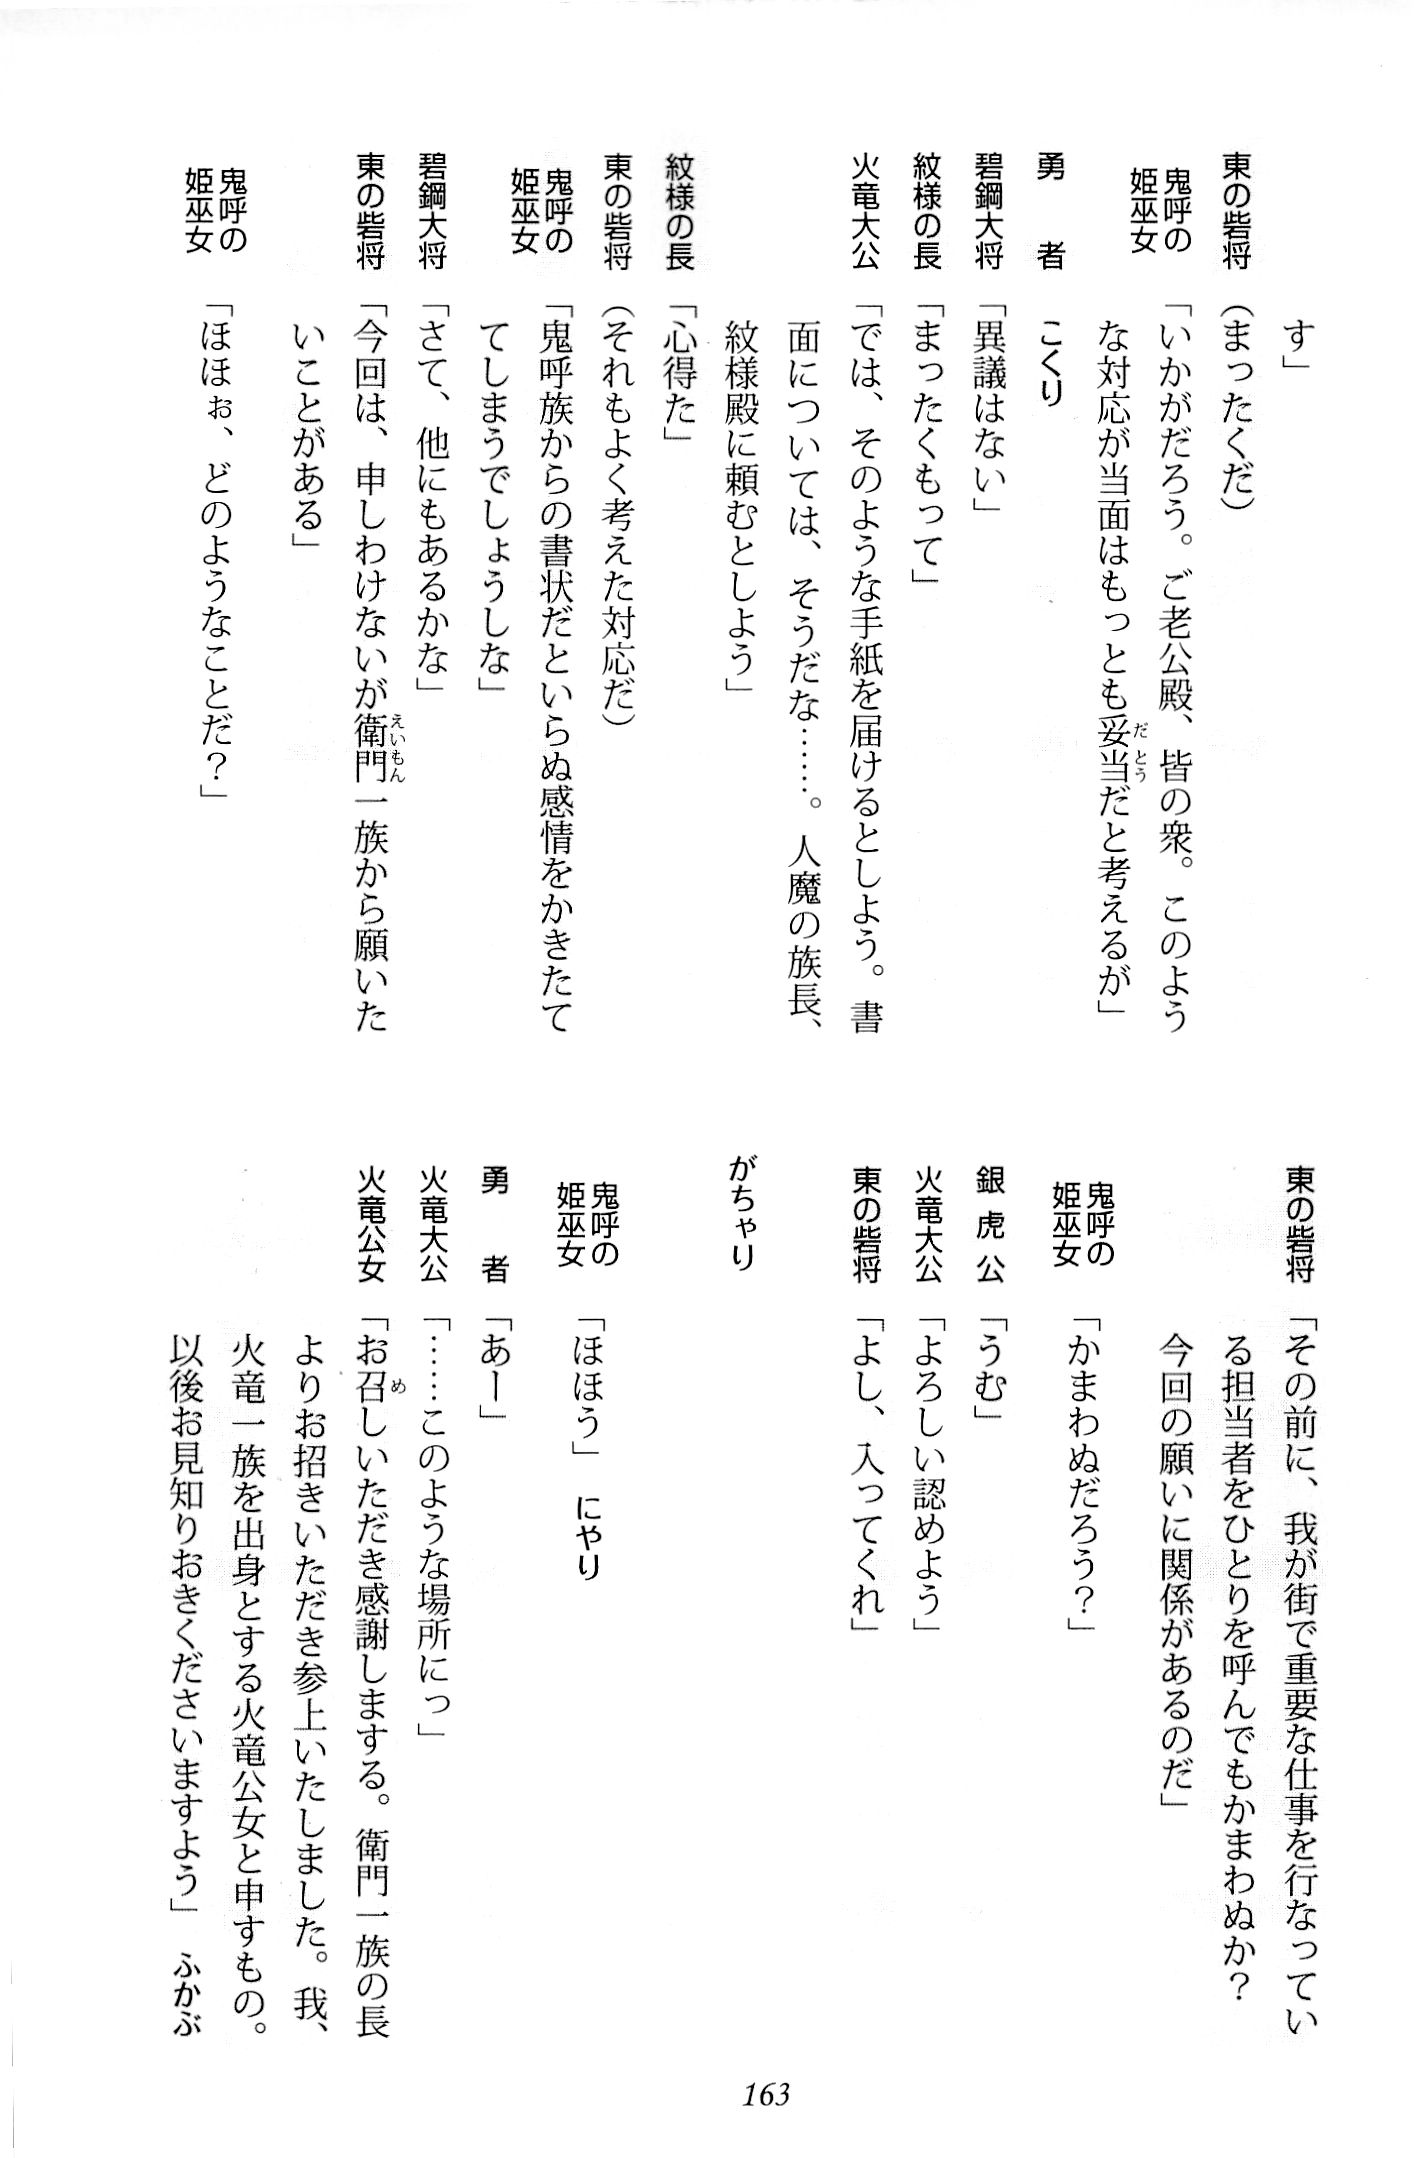 す」
東の砦将（まったくだ）
鬼呼の姫巫女「いかがだろう。ご老公殿、皆の衆。このよう
な対応が当面はもっとも妥当だと考えるが」
勇者　こくり
碧鋼大将「異議はない」
紋様の長「まったくもって」
火竜大公「では、そのような手紙を届けるとしよう。書
面については、そうだな……。人魔の族長、
紋様殿に頼むとしよう」
紋様の長「心得た」
東の砦将（それもよく考えた対応だ）
鬼呼の姫巫女「鬼呼族からの書状だといらぬ感情をかきたて
てしまうでしょうしな」
碧鋼大将「さて、他にもあるかな」
東の砦将「今回は、申しわけないが衛門一族から願いた
いことがある」
鬼呼の姫巫女「ほほぉ、どのようなことだ？」
東の砦将「その前に、我が街で重要な仕事を行なってい
る担当者をひとりを呼んでもかまわぬか？
今回の願いに関係があるのだ」
鬼呼の姫巫女「かまわぬだろう？」
銀虎公「うむ」
火竜大公「よろしい認めよう」
東の砦将「よし、入ってくれ」
がちゃり
鬼呼の姫巫女「ほほう」　にやり
勇者「あー」
火竜大公「……このような場所にっ」
火竜公女「お召しいただき感謝しまする。衛門一族の長
よりお招きいただき参上いたしました。我、
火竜一族を出身とする火竜公女と申すもの。
以後お見知りおきくださいますよう」　ふかぶ
163